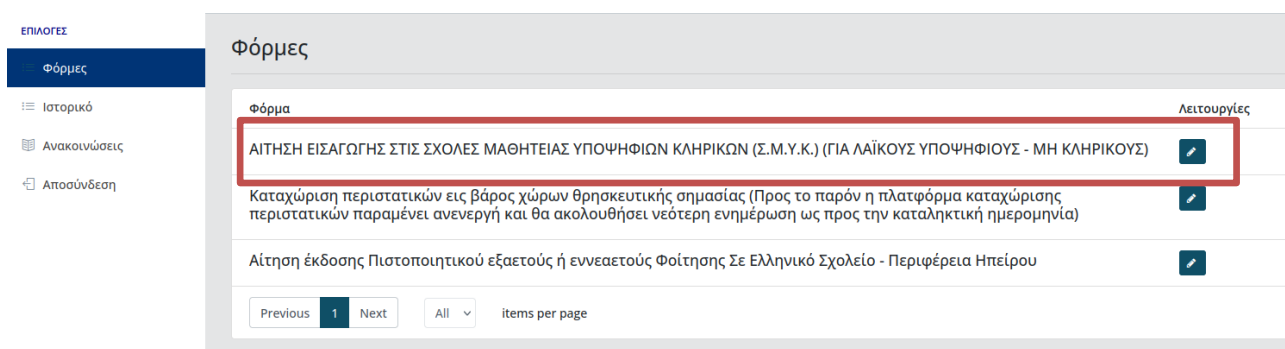 ΕΠΙΛΟΓΕΣ
Φόρμες
Ιστορικό
Ανακοινώσεις
Αποσύνδεση
Φόρμες
Φόρμα Λειτουργίες
ΑΙΤΗΣΗ ΕΙΣΑΓΩΓΗΣ ΣΤΙΣ ΣΧΟΛΕΣ ΜΑΘΗΤΕΙΑΣ ΥΠΟΨΗΦΙΩΝ ΚΛΗΡΙΚΩΝ (Σ.Μ.Υ.Κ.) (ΓΙΑ ΛΑΪΚΟΥΣ ΥΠΟΨΗΦΙΟΥΣ - ΜΗ ΚΛΗΡΙΚΟΥΣ)
Καταχώριση περιστατικών εις βάρος χώρων θρησκευτικής σημασίας (Προς το παρόν η πλατφόρμα καταχώρισης
περιστατικών παραμένει ανενεργή και θα ακολουθήσει νεότερη ενημέρωση ως προς την καταληκτική ημερομηνία)
Αίτηση έκδοσης Πιστοποιητικού εξαετούς ή εννεαετούς Φοίτησης Σε Ελληνικό Σχολείο - Περιφέρεια Ηπείρου
Previous 1 Next All items per page